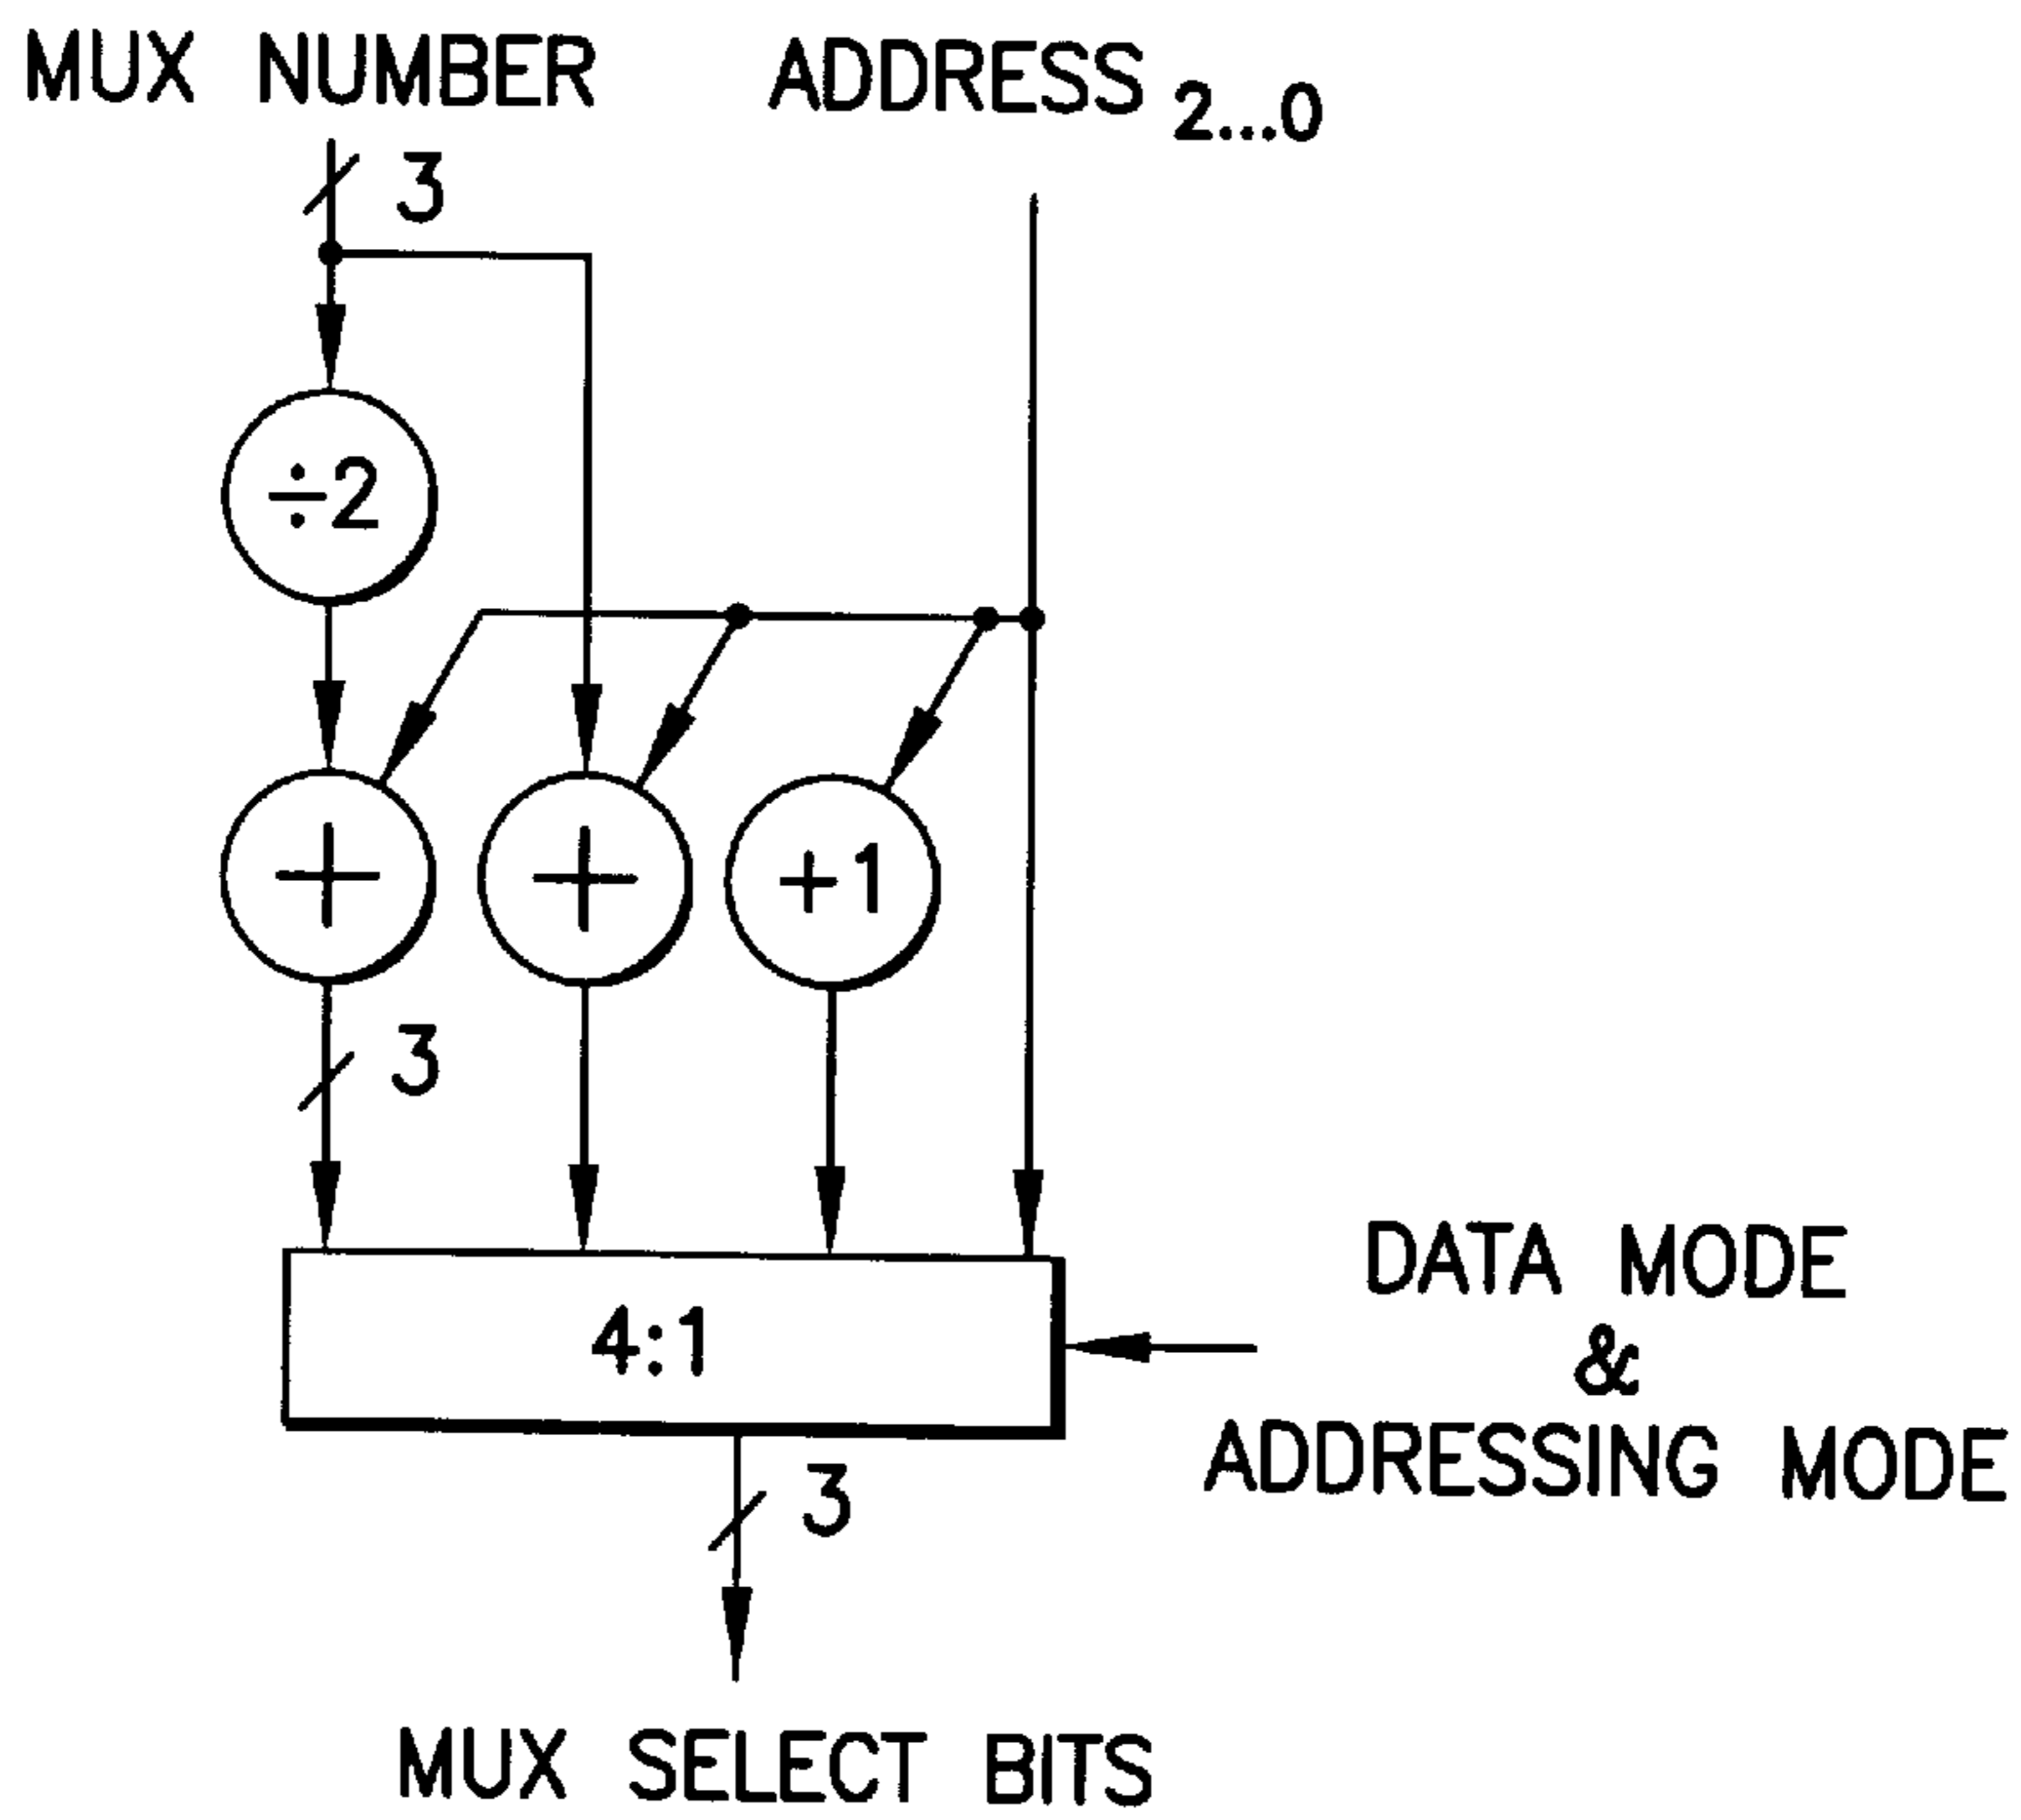 MUX NUMBER
ADDRESS 2...0
3
÷2
+
+
+1
3
4:1
DATA MODE
&
ADDRESSING MODE
3
MUX SELECT BITS